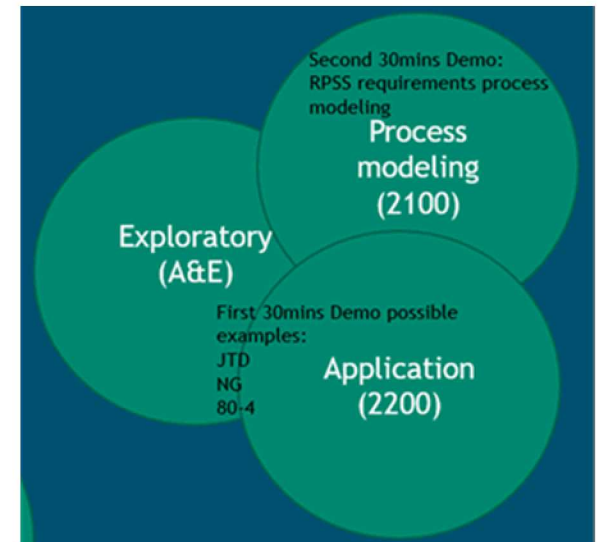 Second 30mins Demo:
RPSS requirements process
modeling
Process
modeling
(2100)
Exploratory
(A&E)
First 30mins Demo possible
examples:
JTD
NG
80-4
Application
(2200)